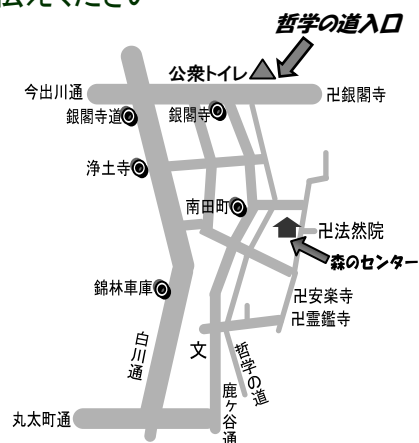 伝えください
哲学の道入口
公衆トイレ
今出川通
卍銀閣寺
銀閣寺道
銀閣寺
浄土寺
南田町
卍法然院
森のセンター
錦林車庫
卍安楽寺
卍霊鑑寺
白川通
文
哲学の道
鹿ヶ谷通
丸太町通